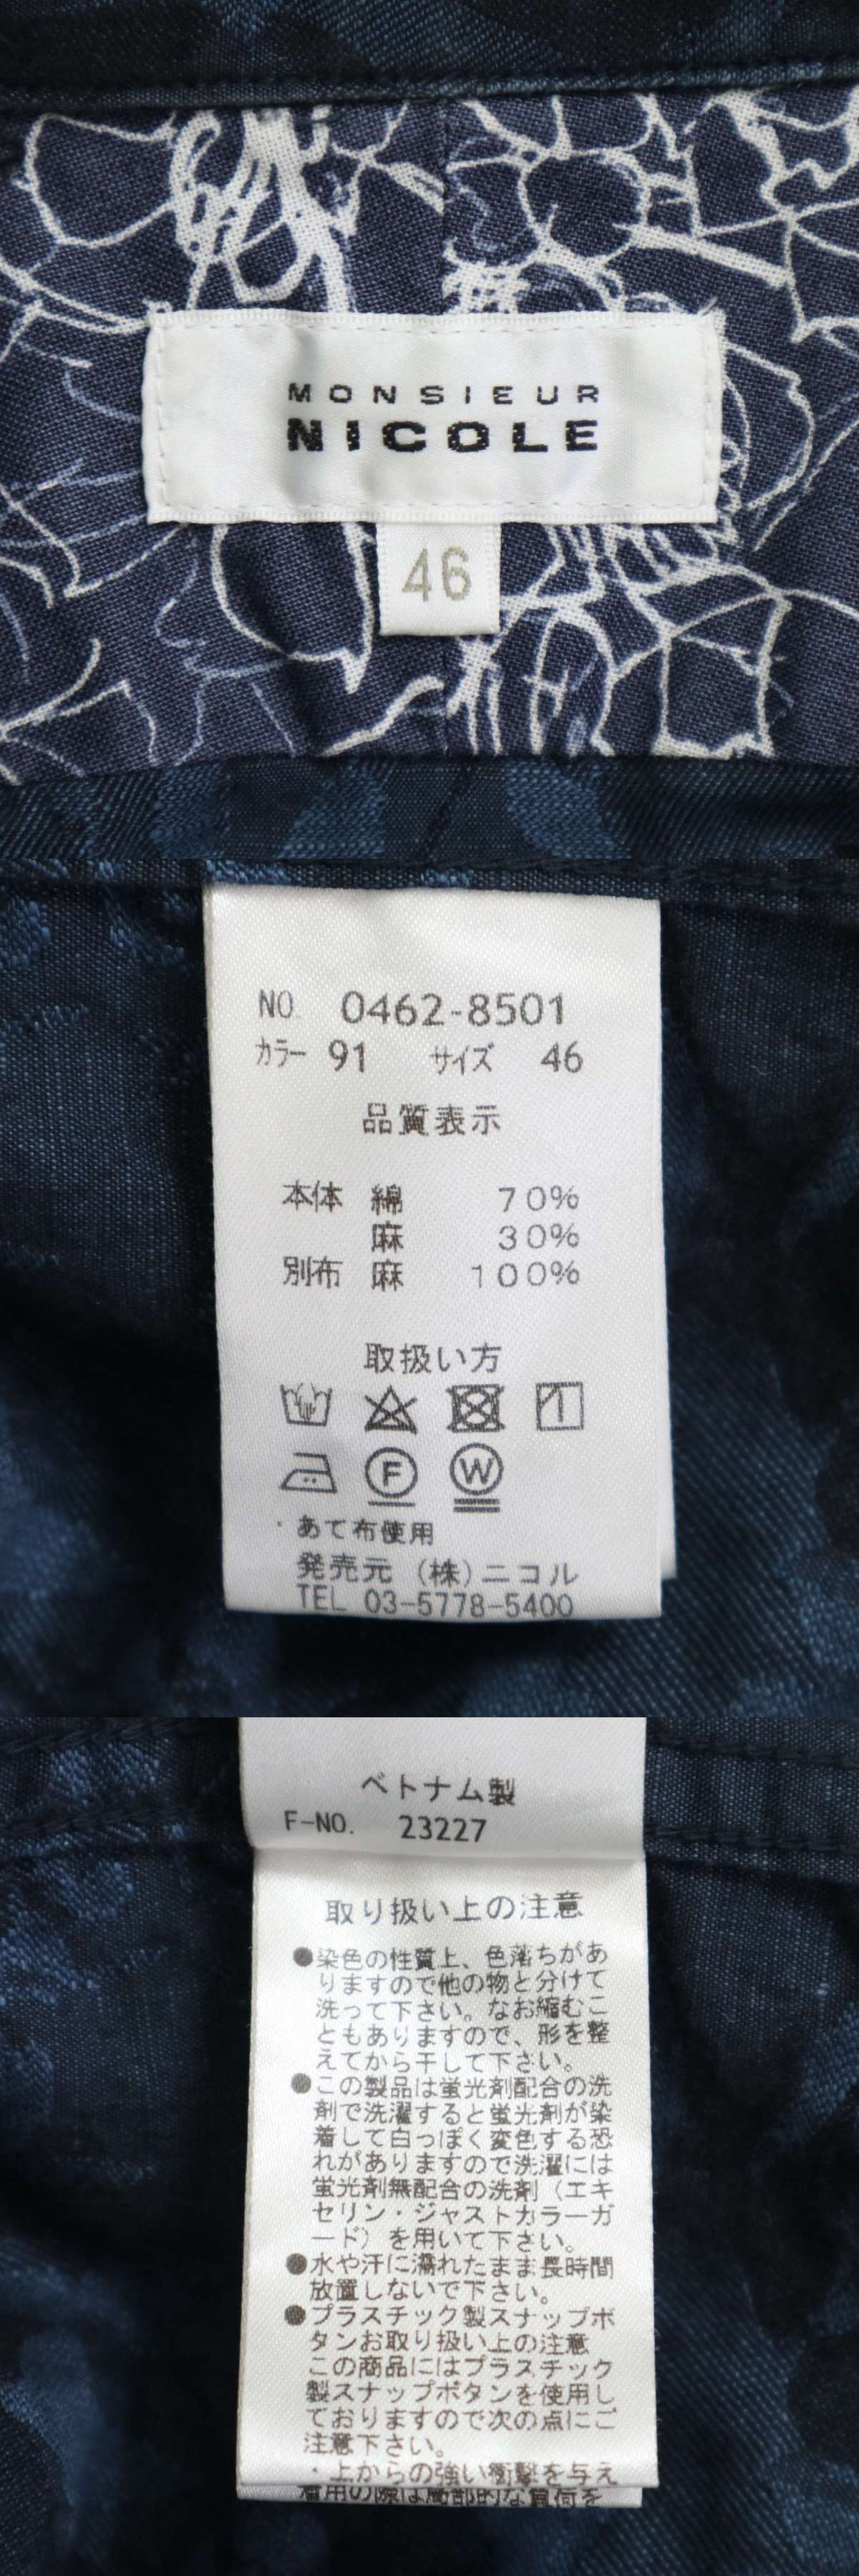 MONSIEUR
NICOLE
46
NO. 0462-8501
カラー 91 サイズ 46
品質表示
本体 綿 70%
麻 30%
別布 麻 100%
取扱い方
F W
・あて布使用
発売元 (株)ニコル
TEL 03-5778-5400
ベトナム製
F-NO. 23227
取り扱い上の注意
●染色の性質上、色落ちがあ
りますので他の物と分けて
洗って下さい。なお縮むこ
ともありますので、形を整
えてから干して下さい。
●この製品は蛍光剤配合の洗
剤で洗濯すると蛍光剤が染
着して白っぽく変色する恐
れがありますので洗濯には
蛍光剤無配合の洗剤(エキ
セリン・ジャストカラーガ
ード)を用いて下さい。
●水や汗に濡れたまま長時間
放置しないで下さい。
●プラスチック製スナップボ
タンお取り扱い上の注意
この商品にはプラスチック
製スナップボタンを使用し
ておりますので次の点にご
注意下さい。
・上からの強い衝撃を与え
着用の際は局部的な負荷を